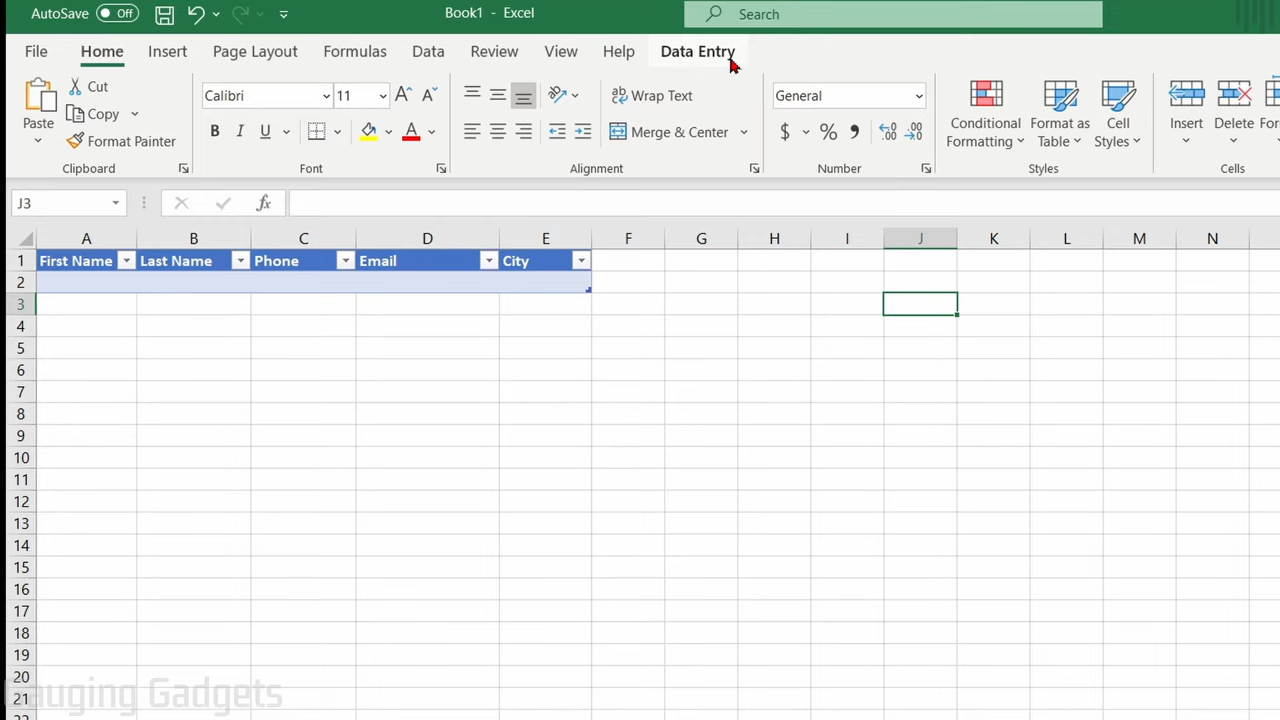 AutoSave Off Book1 - Excel Search
File Home Insert Page Layout Formulas Data Review View Help Data Entry
Paste
Cut
Copy
Format Painter
Clipboard
Calibri 11
B I U A
Font
ab Wrap Text
Merge & Center
Alignment
General
$ % 9
Number
Conditional Formatting
Format as Table
Cell Styles
Styles
Insert
Delete
Cells
J3 fx
A B C D E F G H I J K L M N
1 First Name Last Name Phone Email City
2
3
4
5
6
7
8
9
10
11
12
13
14
15
16
17
18
19
20
21
Gauging Gadgets